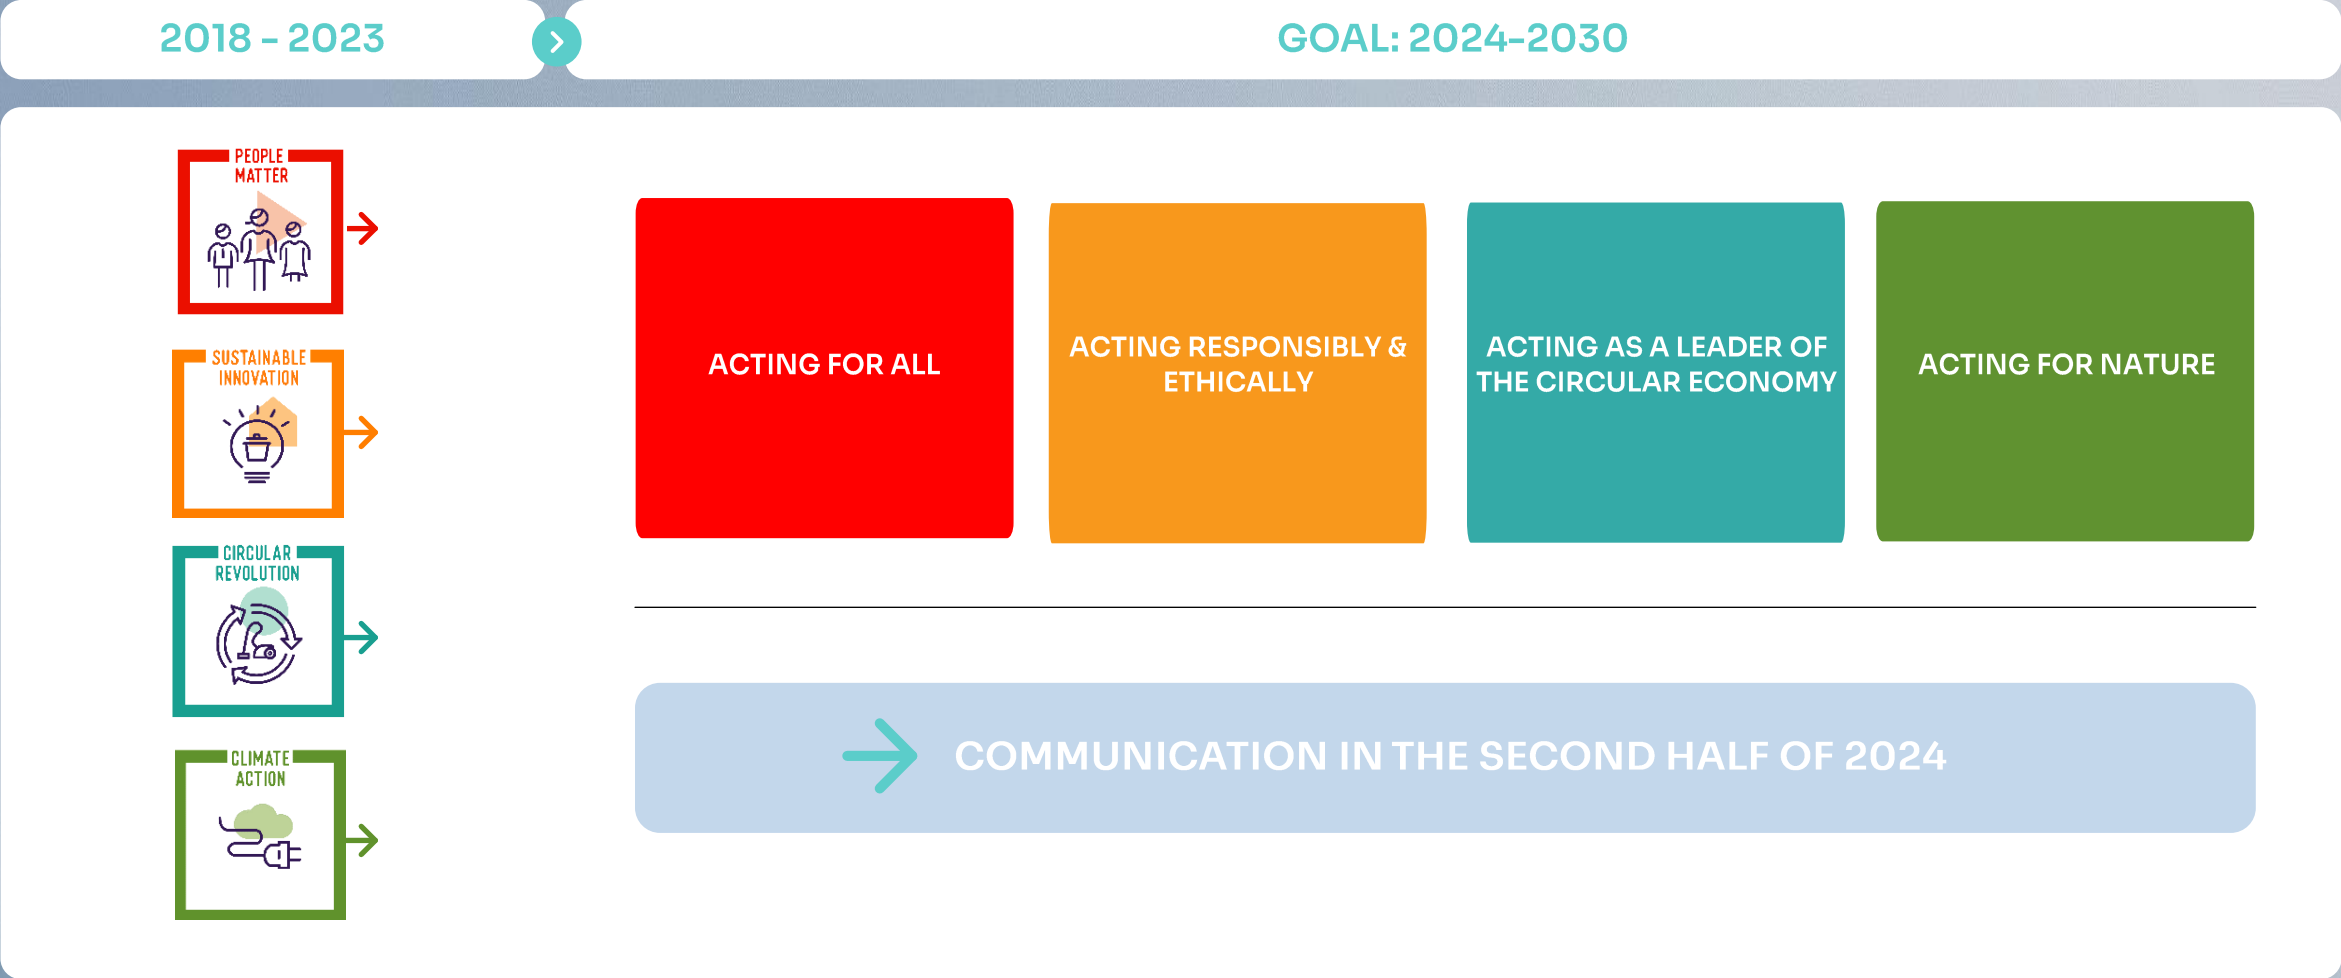 2018 - 2023
GOAL: 2024-2030
PEOPLE
MATTER
SUSTAINABLE
INNOVATION
CIRCULAR
REVOLUTION
CLIMATE
ACTION
ACTING FOR ALL
ACTING RESPONSIBLY &
ETHICALLY
ACTING AS A LEADER OF
THE CIRCULAR ECONOMY
ACTING FOR NATURE
COMMUNICATION IN THE SECOND HALF OF 2024